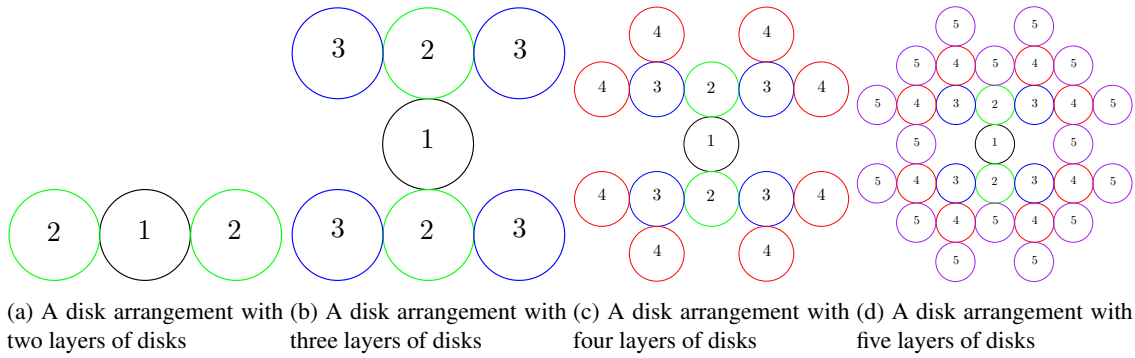 2 1 2
(a) A disk arrangement with
two layers of disks
3 2 3
1
3 2 3
(b) A disk arrangement with
three layers of disks
4 4
4 3 2 3 4
1
4 3 2 3 4
4 4
(c) A disk arrangement with
four layers of disks
5 5
5 4 5 4 5
5 4 3 2 3 4 5
5 1 5
5 4 3 2 3 4 5
5 4 5 4 5
5 5
(d) A disk arrangement with
five layers of disks